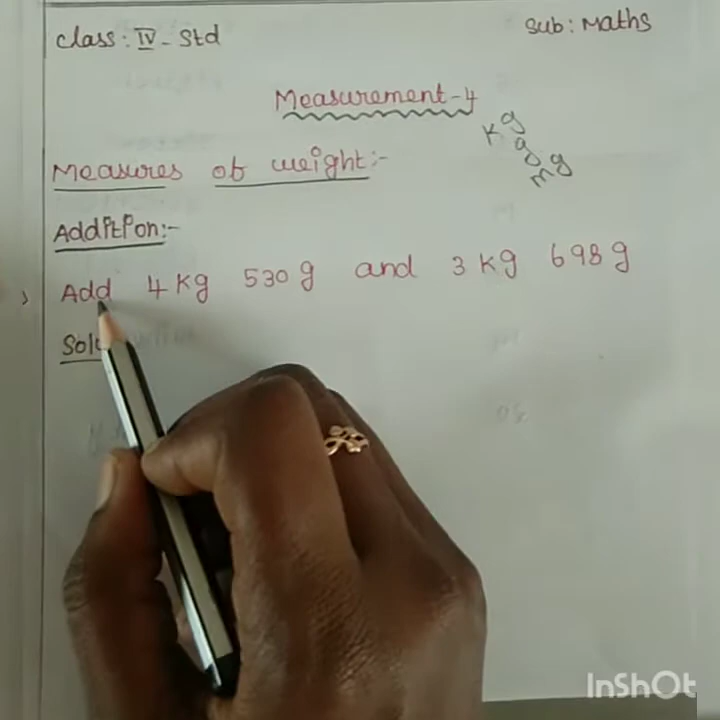 Class: IV - Std
Sub: Maths
Measurement-4
kg
g
mg
Measures of weight:-
Addition:-
Add 4 kg 530 g and 3 kg 698 g
InShOt